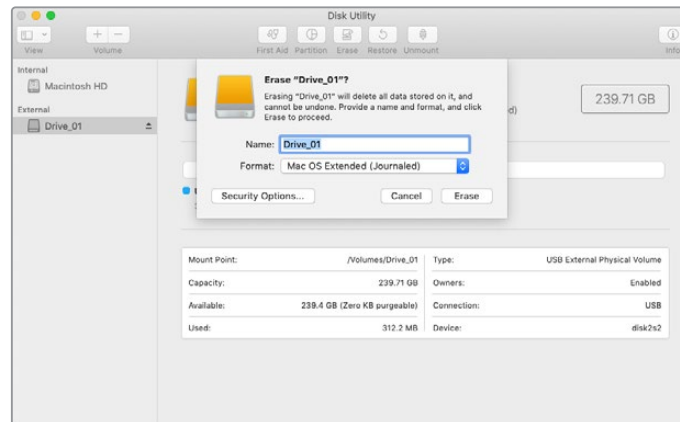 Disk Utility
View
Volume
First Aid
Partition
Erase
Restore
Unmount
Info
Internal
Macintosh HD
External
Drive_01
Erase “Drive_01”?
Erasing “Drive_01” will delete all data stored on it, and
cannot be undone. Provide a name and format, and click
Erase to proceed.
Name: Drive_01
Format: Mac OS Extended (Journaled)
Security Options...
Cancel
Erase
239.71 GB
Mount Point: /Volumes/Drive_01
Type: USB External Physical Volume
Capacity: 239.71 GB
Owners: Enabled
Available: 239.4 GB (Zero KB purgeable)
Connection: USB
Used: 312.2 MB
Device: disk2s2